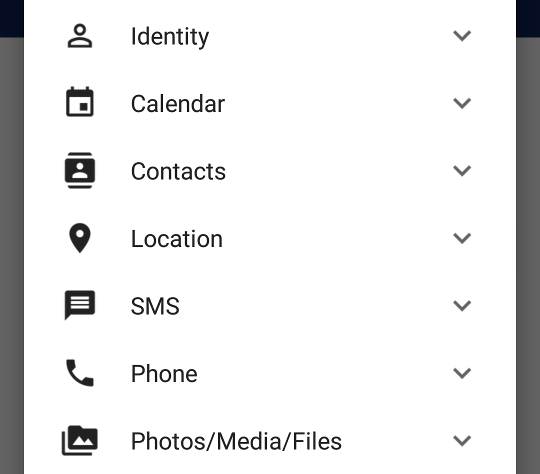 Identity
Calendar
Contacts
Location
SMS
Phone
Photos/Media/Files